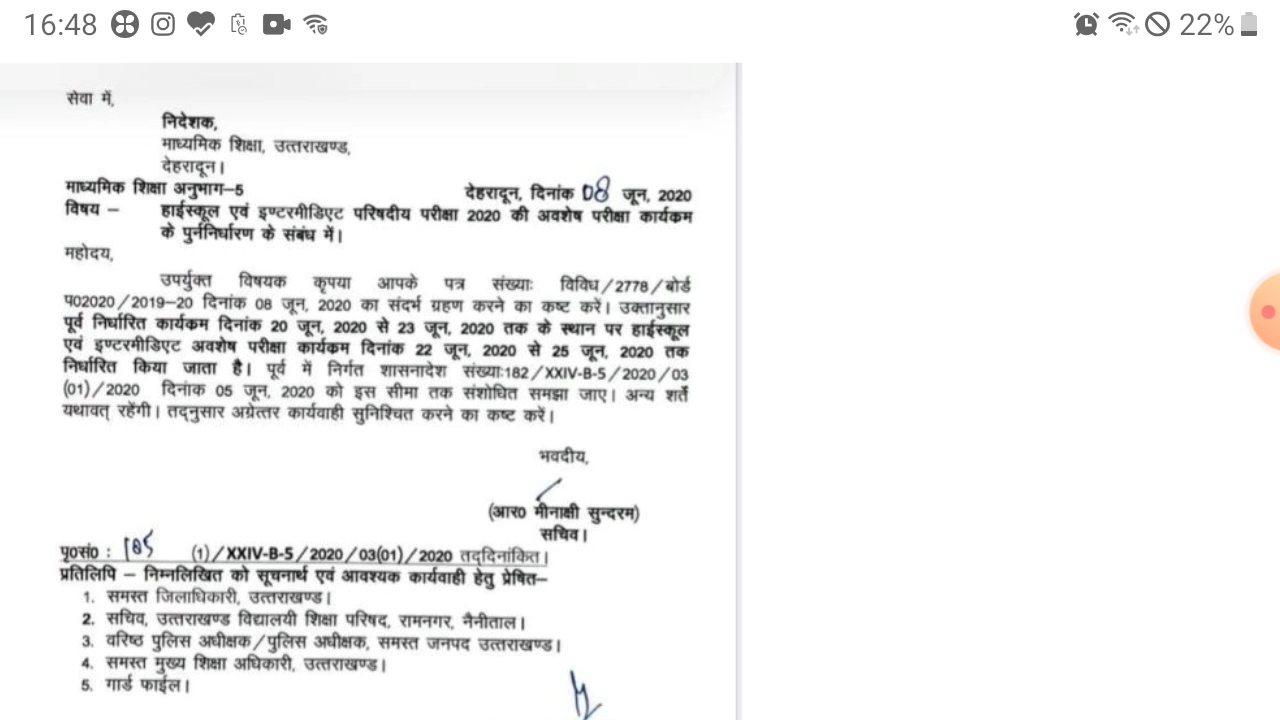 16:48 22%
सेवा में,
निदेशक,
माध्यमिक शिक्षा, उत्तराखण्ड,
देहरादून।
माध्यमिक शिक्षा अनुभाग–5 देहरादून, दिनांक 08 जून, 2020
विषय – हाईस्कूल एवं इण्टरमीडिएट परिषदीय परीक्षा 2020 की अवशेष परीक्षा कार्यकम
के पुर्ननिर्धारण के संबंध में।
महोदय,
उपर्युक्त विषयक कृपया आपके पत्र संख्याः विविध/2778/बोर्ड
प02020/2019–20 दिनांक 08 जून, 2020 का संदर्भ ग्रहण करने का कष्ट करें। उक्तानुसार
पूर्व निर्धारित कार्यकम दिनांक 20 जून, 2020 से 23 जून, 2020 तक के स्थान पर हाईस्कूल
एवं इण्टरमीडिएट अवशेष परीक्षा कार्यकम दिनांक 22 जून, 2020 से 25 जून, 2020 तक
निर्धारित किया जाता है। पूर्व में निर्गत शासनादेश संख्याः182/XXIV-B-5/2020/03
(01)/2020 दिनांक 05 जून, 2020 को इस सीमा तक संशोधित समझा जाए। अन्य शर्ते
यथावत् रहेंगी। तद्नुसार अग्रेत्तर कार्यवाही सुनिश्चित करने का कष्ट करें।
भवदीय,
(आर0 मीनाक्षी सुन्दरम)
सचिव।
पृ0सं0 : 185 (1)/XXIV-B-5/2020/03(01)/2020 तद्दिनांकित।
प्रतिलिपि – निम्नलिखित को सूचनार्थ एवं आवश्यक कार्यवाही हेतु प्रेषित–
1. समस्त जिलाधिकारी, उत्तराखण्ड।
2. सचिव, उत्तराखण्ड विद्यालयी शिक्षा परिषद, रामनगर, नैनीताल।
3. वरिष्ठ पुलिस अधीक्षक/पुलिस अधीक्षक, समस्त जनपद उत्तराखण्ड।
4. समस्त मुख्य शिक्षा अधिकारी, उत्तराखण्ड।
5. गार्ड फाईल।